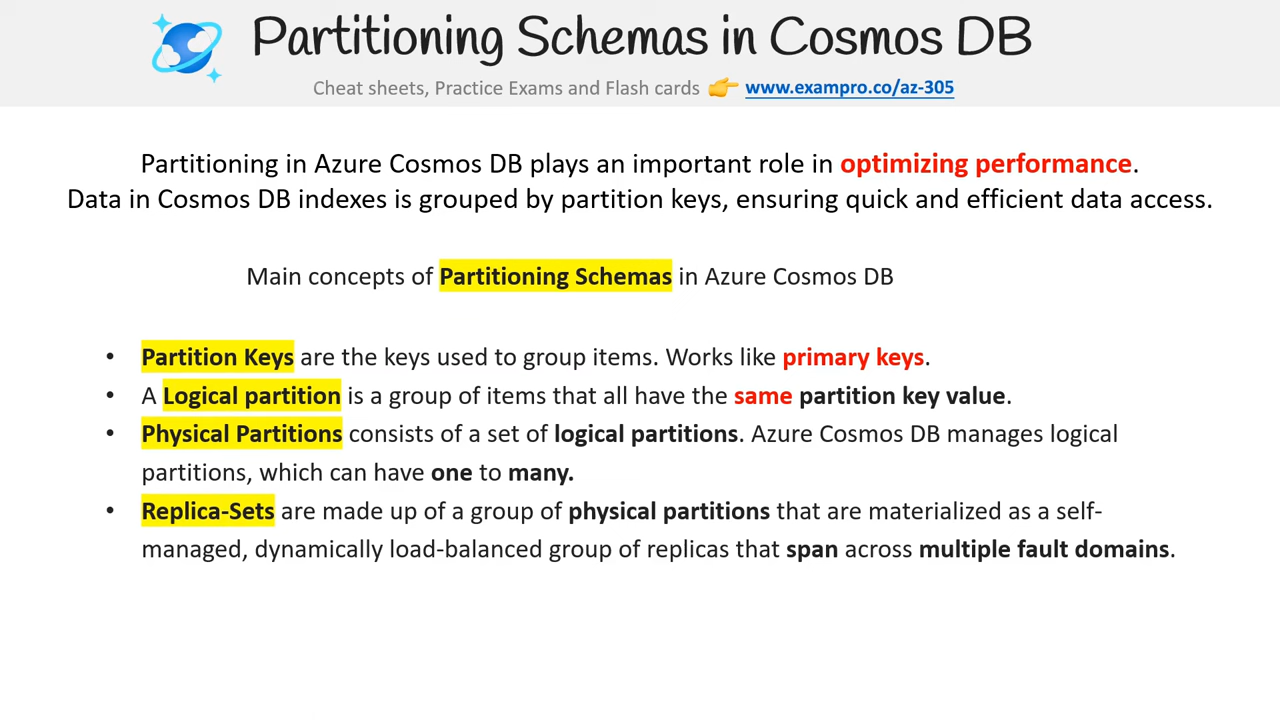 Partitioning Schemas in Cosmos DB
Cheat sheets, Practice Exams and Flash cards 👉 www.exampro.co/az-305
Partitioning in Azure Cosmos DB plays an important role in optimizing performance.
Data in Cosmos DB indexes is grouped by partition keys, ensuring quick and efficient data access.
Main concepts of Partitioning Schemas in Azure Cosmos DB
• Partition Keys are the keys used to group items. Works like primary keys.
• A Logical partition is a group of items that all have the same partition key value.
• Physical Partitions consists of a set of logical partitions. Azure Cosmos DB manages logical
partitions, which can have one to many.
• Replica-Sets are made up of a group of physical partitions that are materialized as a self-
managed, dynamically load-balanced group of replicas that span across multiple fault domains.